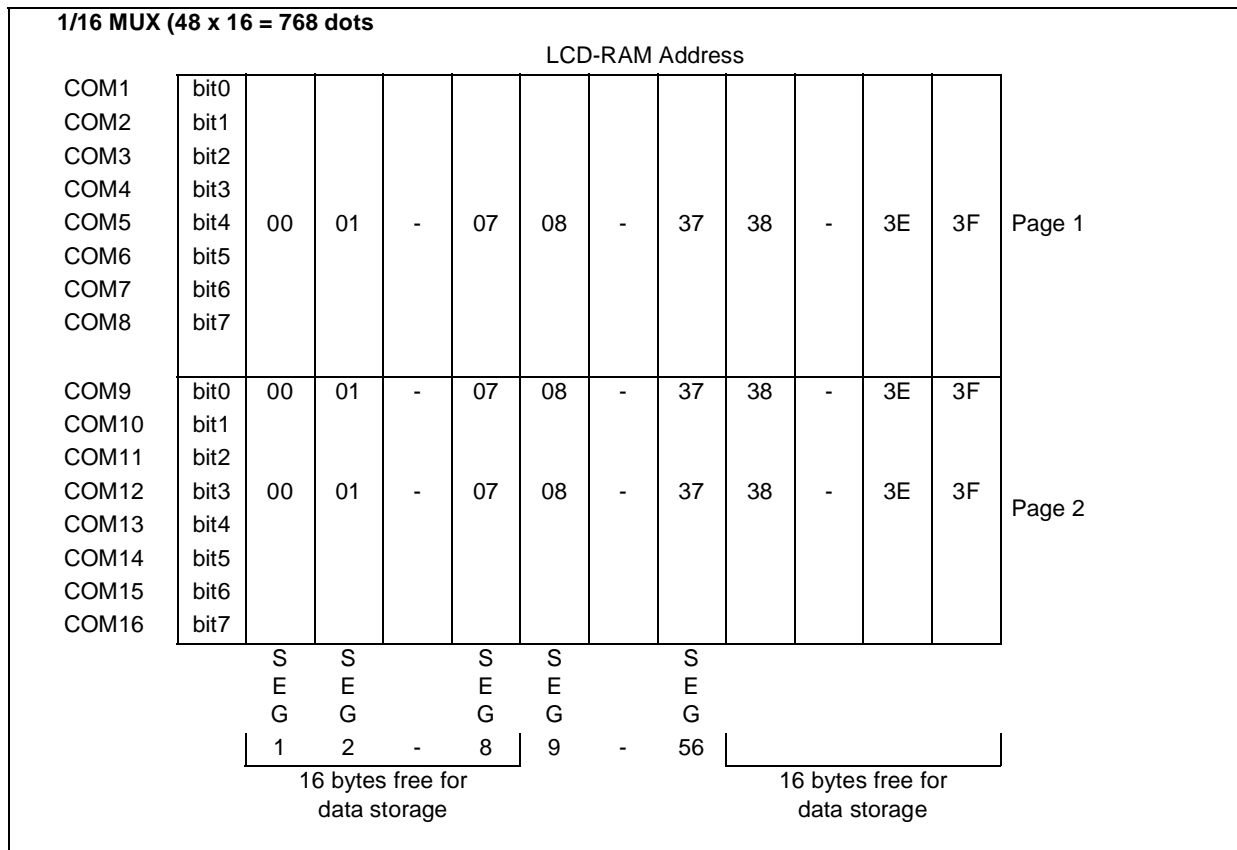 1/16 MUX (48 x 16 = 768 dots
LCD-RAM Address
COM1 bit0
COM2 bit1
COM3 bit2
COM4 bit3
COM5 bit4 00 01 - 07 08 - 37 38 - 3E 3F Page 1
COM6 bit5
COM7 bit6
COM8 bit7
COM9 bit0 00 01 - 07 08 - 37 38 - 3E 3F
COM10 bit1
COM11 bit2
COM12 bit3 00 01 - 07 08 - 37 38 - 3E 3F
Page 2
COM13 bit4
COM14 bit5
COM15 bit6
COM16 bit7
S S S S S
E E E E E
G G G G G
1 2 - 8 9 - 56
16 bytes free for 16 bytes free for
data storage data storage